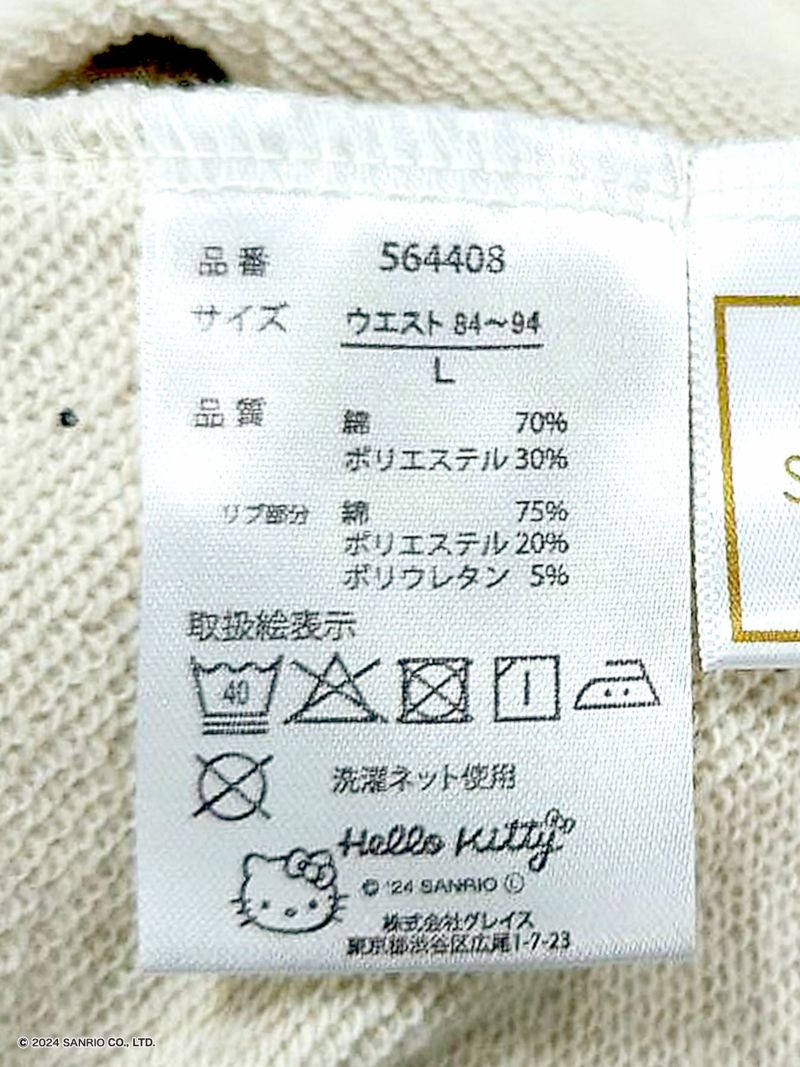 品番 564408
サイズ ウエスト 84～94
L
品質 綿 70%
ポリエステル 30%
リブ部分 綿 75%
ポリエステル 20%
ポリウレタン 5%
取扱絵表示
40
洗濯ネット使用
Hello Kitty
© '24 SANRIO Ⓛ
株式会社グレイス
東京都渋谷区広尾1-7-23
S
© 2024 SANRIO CO., LTD.